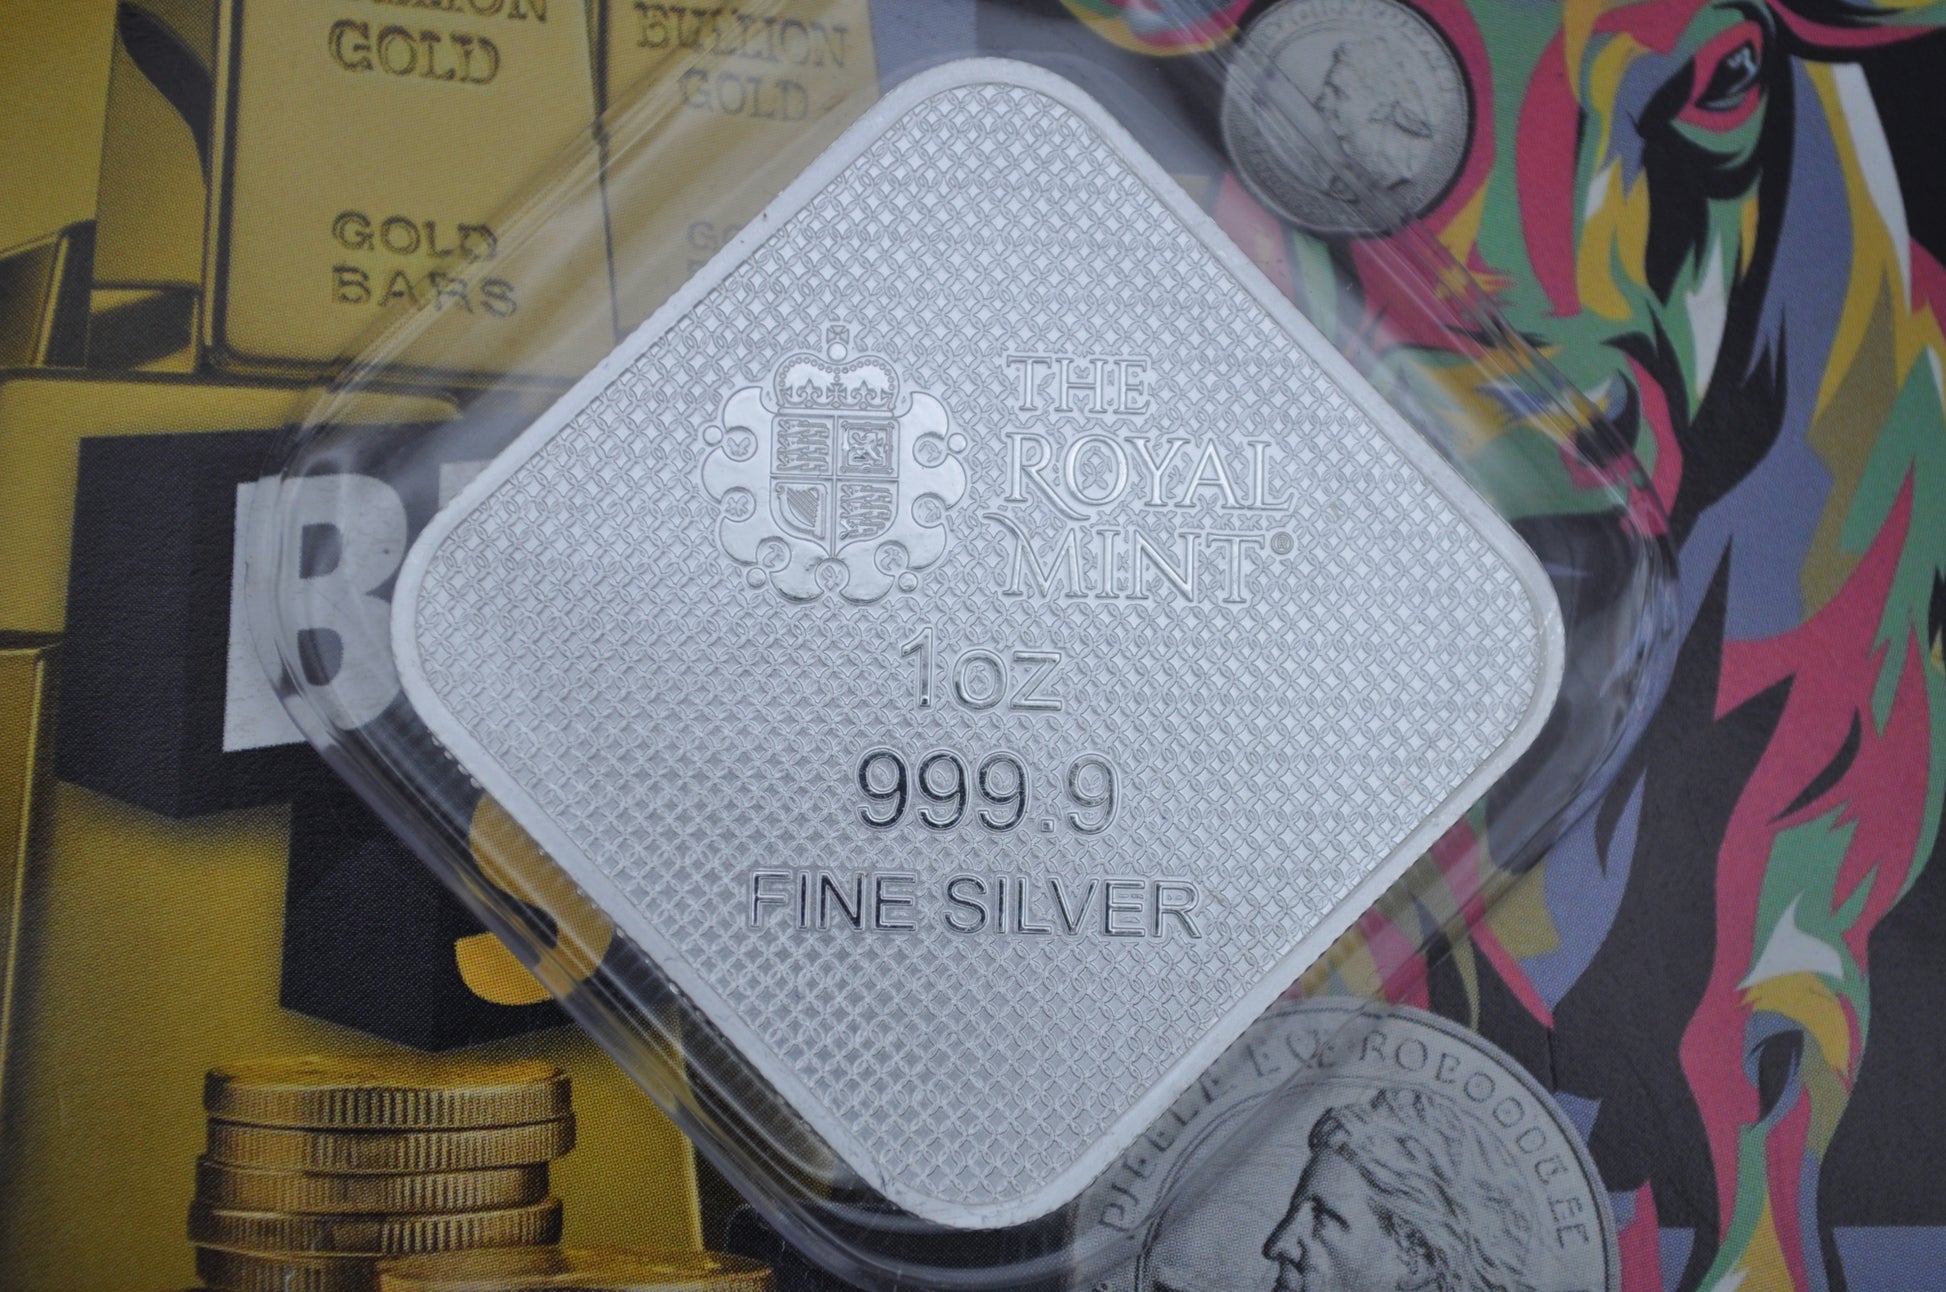 BULLION
GOLD
GOLD
BARS
BULLION
GOLD
THE
ROYAL
MINT®
1oz
999.9
FINE SILVER